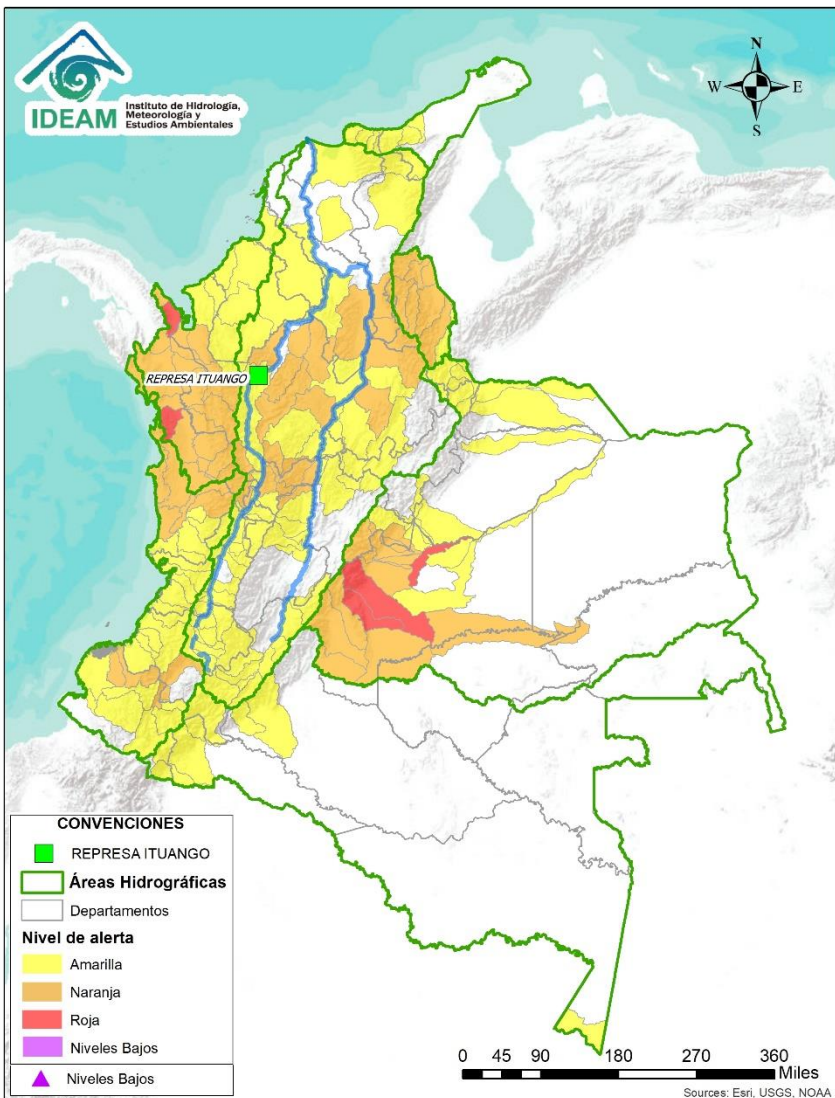 IDEAM
Instituto de Hidrología,
Meteorología y
Estudios Ambientales
N
W
E
S
REPRESA ITUANGO
CONVENCIONES
REPRESA ITUANGO
Áreas Hidrográficas
Departamentos
Nivel de alerta
Amarilla
Naranja
Roja
Niveles Bajos
Niveles Bajos
0 45 90 180 270 360
Miles
Sources: Esri, USGS, NOAA